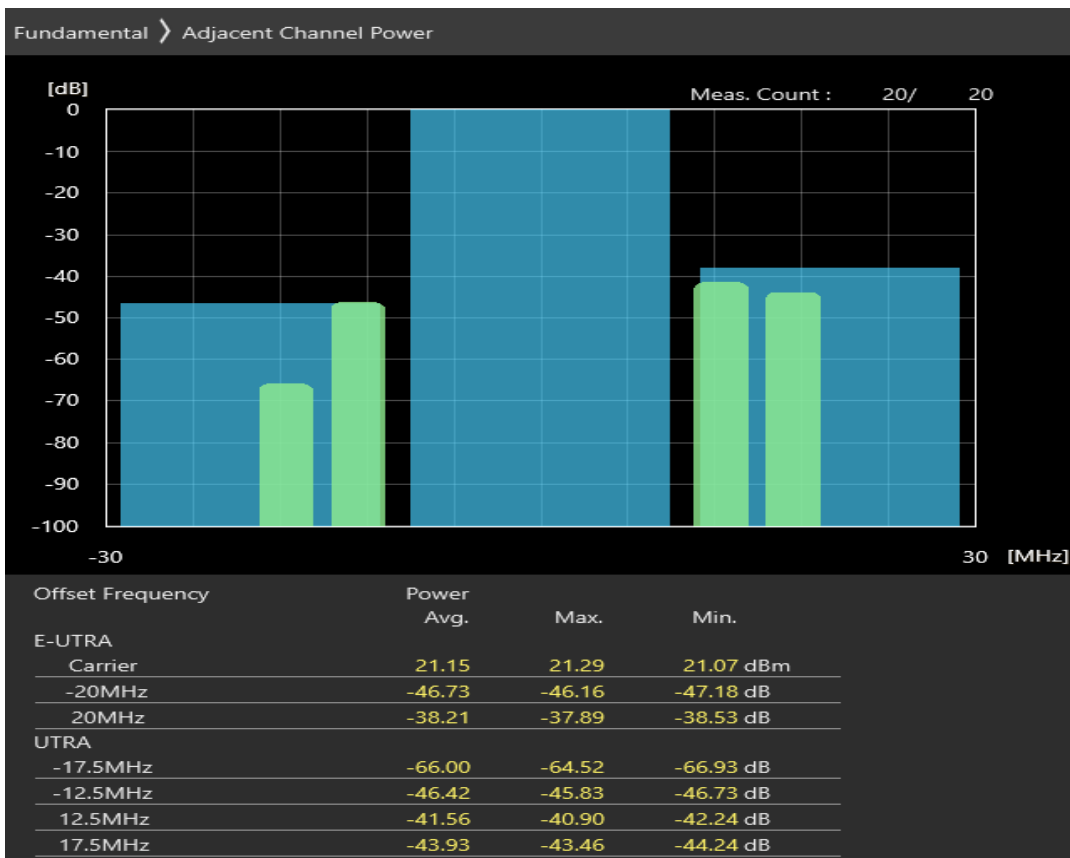 Fundamental 〉 Adjacent Channel Power
[dB]
Meas. Count : 20/ 20
0
-10
-20
-30
-40
-50
-60
-70
-80
-90
-100
-30 30 [MHz]
Offset Frequency Power
Avg. Max. Min.
E-UTRA
Carrier 21.15 21.29 21.07 dBm
-20MHz -46.73 -46.16 -47.18 dB
20MHz -38.21 -37.89 -38.53 dB
UTRA
-17.5MHz -66.00 -64.52 -66.93 dB
-12.5MHz -46.42 -45.83 -46.73 dB
12.5MHz -41.56 -40.90 -42.24 dB
17.5MHz -43.93 -43.46 -44.24 dB